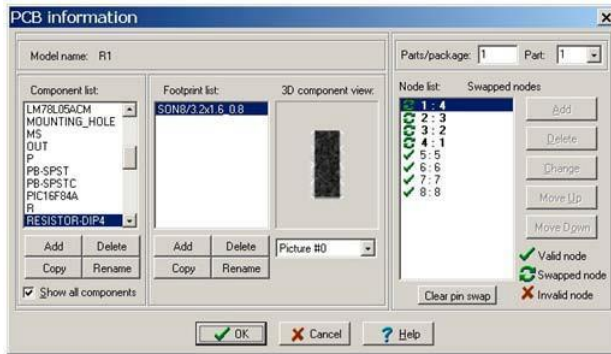 PCB information
Model name: R1
Parts/package: 1 Part: 1
Component list:
LM78L05ACM
MOUNTING_HOLE
MS
OUT
P
PB-SPST
PB-SPSTC
PIC16F84A
R
RESISTOR-DIP4
Add Delete
Copy Rename
Show all components
Footprint list:
SON8/3.2x1.6_0.8
Add Delete
Copy Rename
3D component view:
Picture #0
Node list: Swapped nodes
1 : 4
2 : 3
3 : 2
4 : 1
5 : 5
6 : 6
7 : 7
8 : 8
Add
Delete
Change
Move Up
Move Down
Valid node
Swapped node
Invalid node
Clear pin swap
OK
Cancel
Help